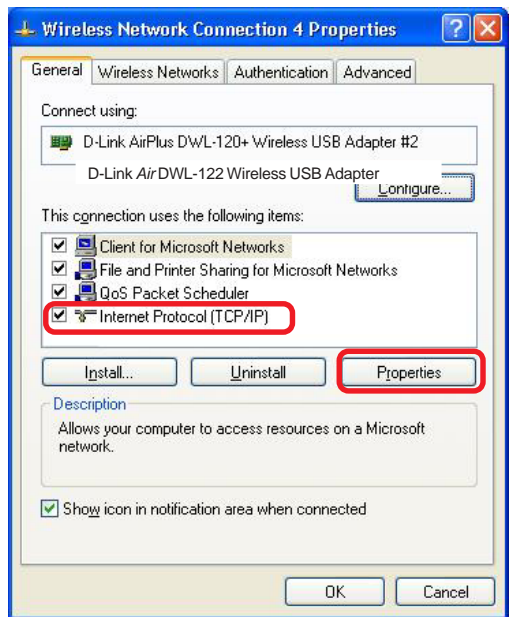 Wireless Network Connection 4 Properties
General Wireless Networks Authentication Advanced
Connect using:
D-Link AirPlus DWL-120+ Wireless USB Adapter #2
D-Link Air DWL-122 Wireless USB Adapter
Configure...
This connection uses the following items:
Client for Microsoft Networks
File and Printer Sharing for Microsoft Networks
QoS Packet Scheduler
Internet Protocol (TCP/IP)
Install... Uninstall Properties
Description
Allows your computer to access resources on a Microsoft
network.
Show icon in notification area when connected
OK Cancel